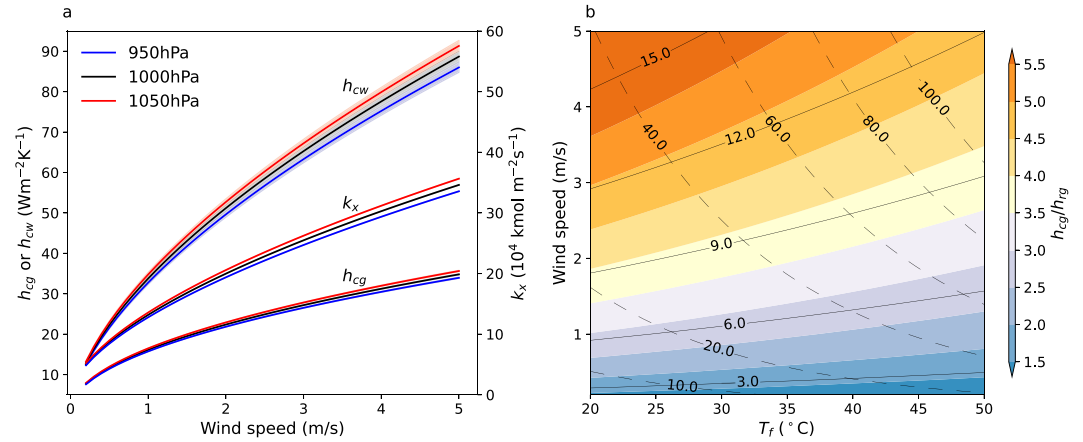 a
h_cg or h_cw (Wm⁻²K⁻¹)
90
80
70
60
50
40
30
20
10
950hPa
1000hPa
1050hPa
h_cw
k_x
h_cg
0 1 2 3 4 5
Wind speed (m/s)
60
50
40
30
20
10
0
k_x (10⁴ kmol m⁻²s⁻¹)
b
Wind speed (m/s)
5
4
3
2
1
15.0
12.0
9.0
6.0
3.0
40.0
60.0
80.0
100.0
20.0
10.0
20 25 30 35 40 45 50
T_f (°C)
5.5
5.0
4.5
4.0
3.5
3.0
2.5
2.0
1.5
h_cg/h_rg